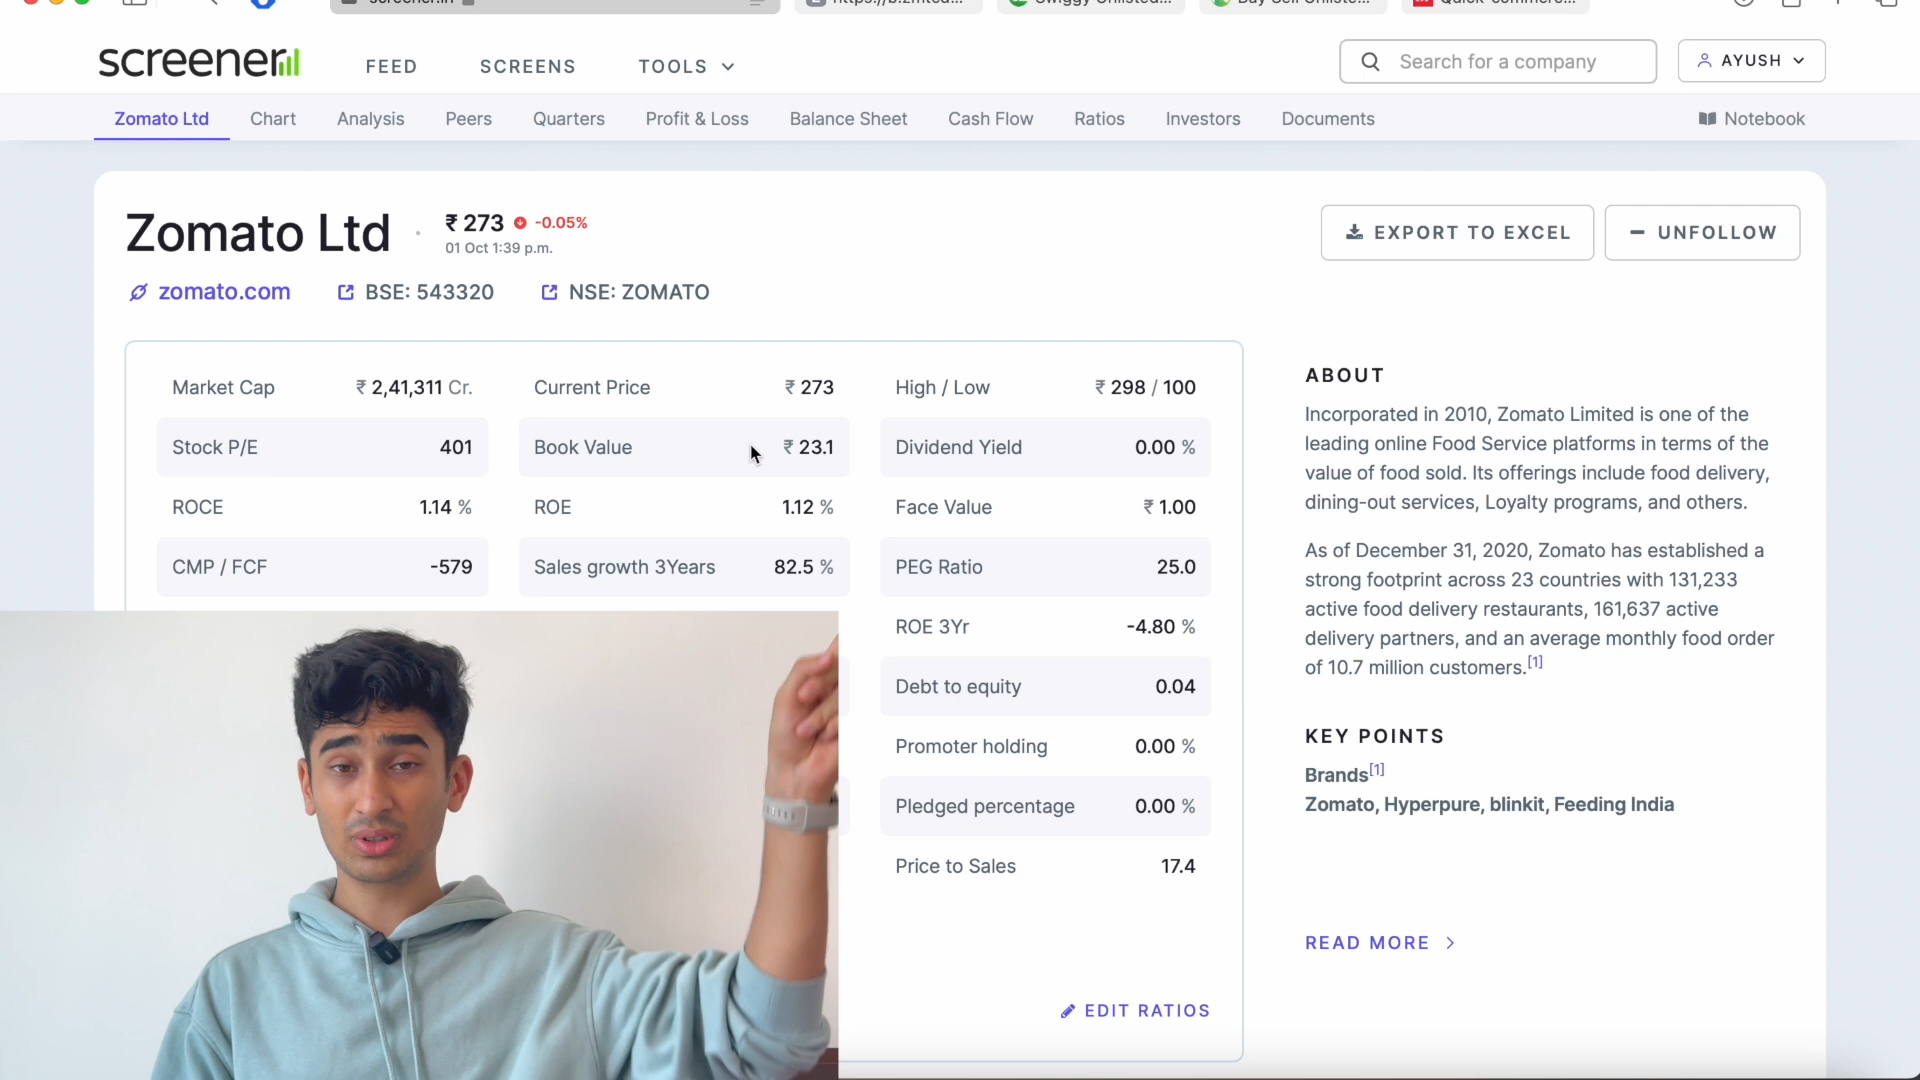 screener
FEED
SCREENS
TOOLS
Search for a company
AYUSH
Zomato Ltd
Chart
Analysis
Peers
Quarters
Profit & Loss
Balance Sheet
Cash Flow
Ratios
Investors
Documents
Notebook
Zomato Ltd
₹ 273 -0.05%
01 Oct 1:39 p.m.
EXPORT TO EXCEL
UNFOLLOW
zomato.com
BSE: 543320
NSE: ZOMATO
Market Cap ₹ 2,41,311 Cr.
Current Price ₹ 273
High / Low ₹ 298 / 100
Stock P/E 401
Book Value ₹ 23.1
Dividend Yield 0.00 %
ROCE 1.14 %
ROE 1.12 %
Face Value ₹ 1.00
CMP / FCF -579
Sales growth 3Years 82.5 %
PEG Ratio 25.0
ROE 3Yr -4.80 %
Debt to equity 0.04
Promoter holding 0.00 %
Pledged percentage 0.00 %
Price to Sales 17.4
EDIT RATIOS
ABOUT
Incorporated in 2010, Zomato Limited is one of the
leading online Food Service platforms in terms of the
value of food sold. Its offerings include food delivery,
dining-out services, Loyalty programs, and others.
As of December 31, 2020, Zomato has established a
strong footprint across 23 countries with 131,233
active food delivery restaurants, 161,637 active
delivery partners, and an average monthly food order
of 10.7 million customers.[1]
KEY POINTS
Brands[1]
Zomato, Hyperpure, blinkit, Feeding India
READ MORE